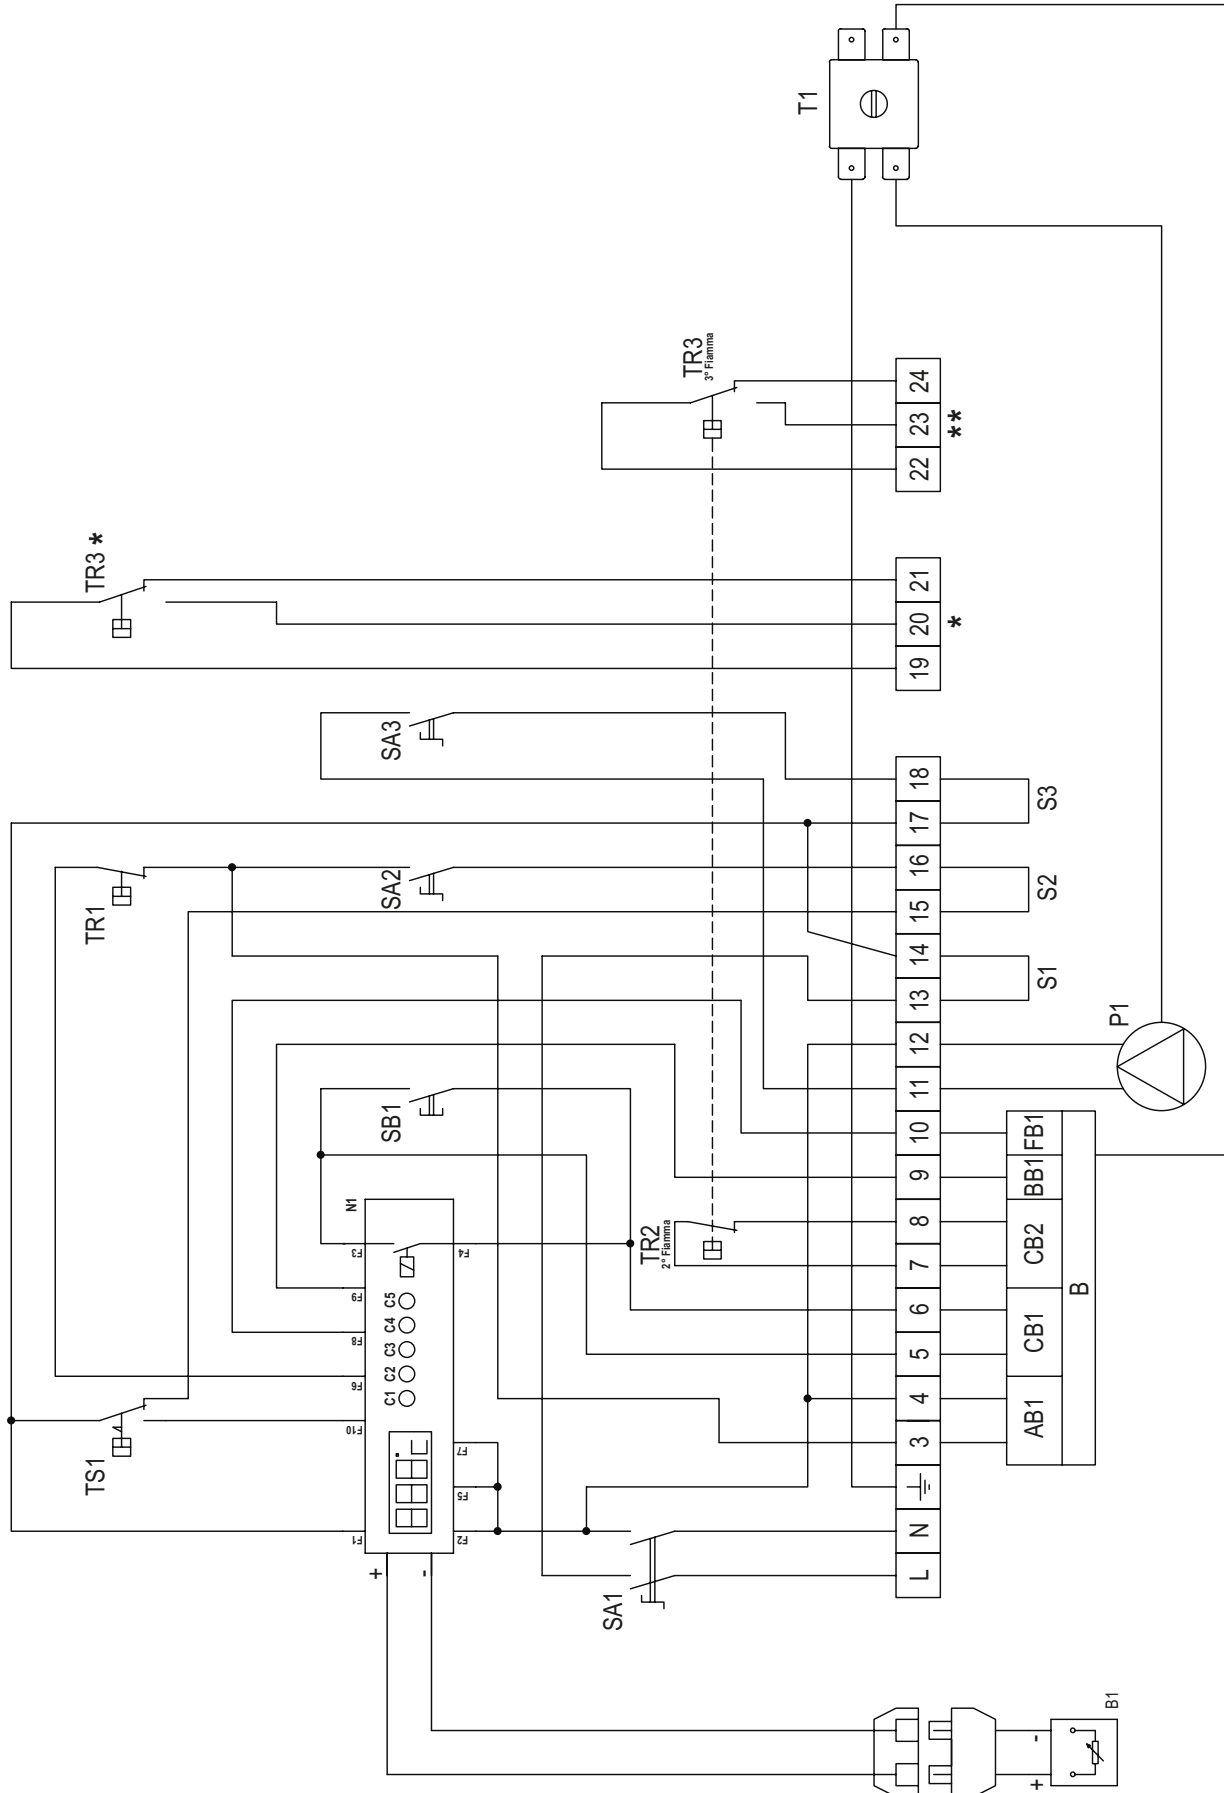 T1
TR3
3° Fiamma
24
23
22
**
TR3 *
21
20
19
*
SA3
18
17
16
15
14
13
12
11
10
9
8
7
6
5
4
3
N
L
S3
S2
S1
TR1
SA2
SB1
P1
FB1
BB1
CB2
CB1
AB1
B
TR2
2° Fiamma
N1
F3
F4
F9
F8
F6
F10
F1
F7
F5
F2
C5
C4
C3
C2
C1
°C
+
-
TS1
SA1
B1
-
+